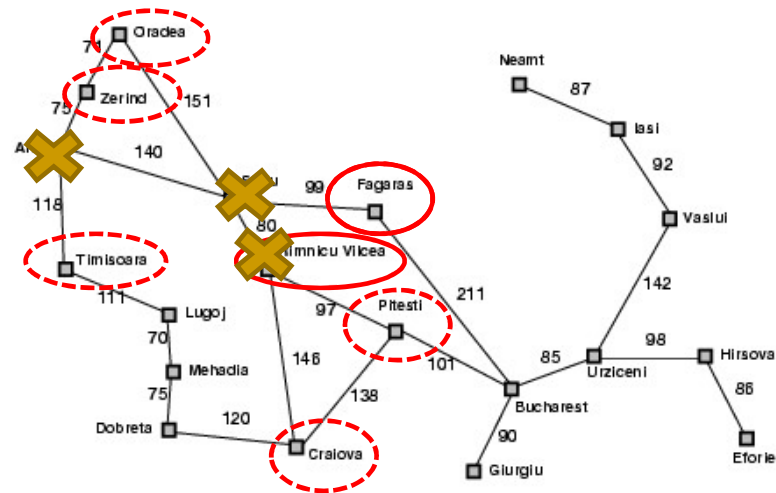 Oradea
71
Neamt
87
Zerind
75
151
Iasi
140
92
99
Fagaras
118
80
Vaslui
imnicu Vilcea
Timisoara
142
111
211
97
Pitesti
Lugoj
70
98
85
Hirsova
146
101
Urziceni
Mehadia
75
138
86
Bucharest
120
Dobreta
90
Craiova
Eforie
Giurgiu